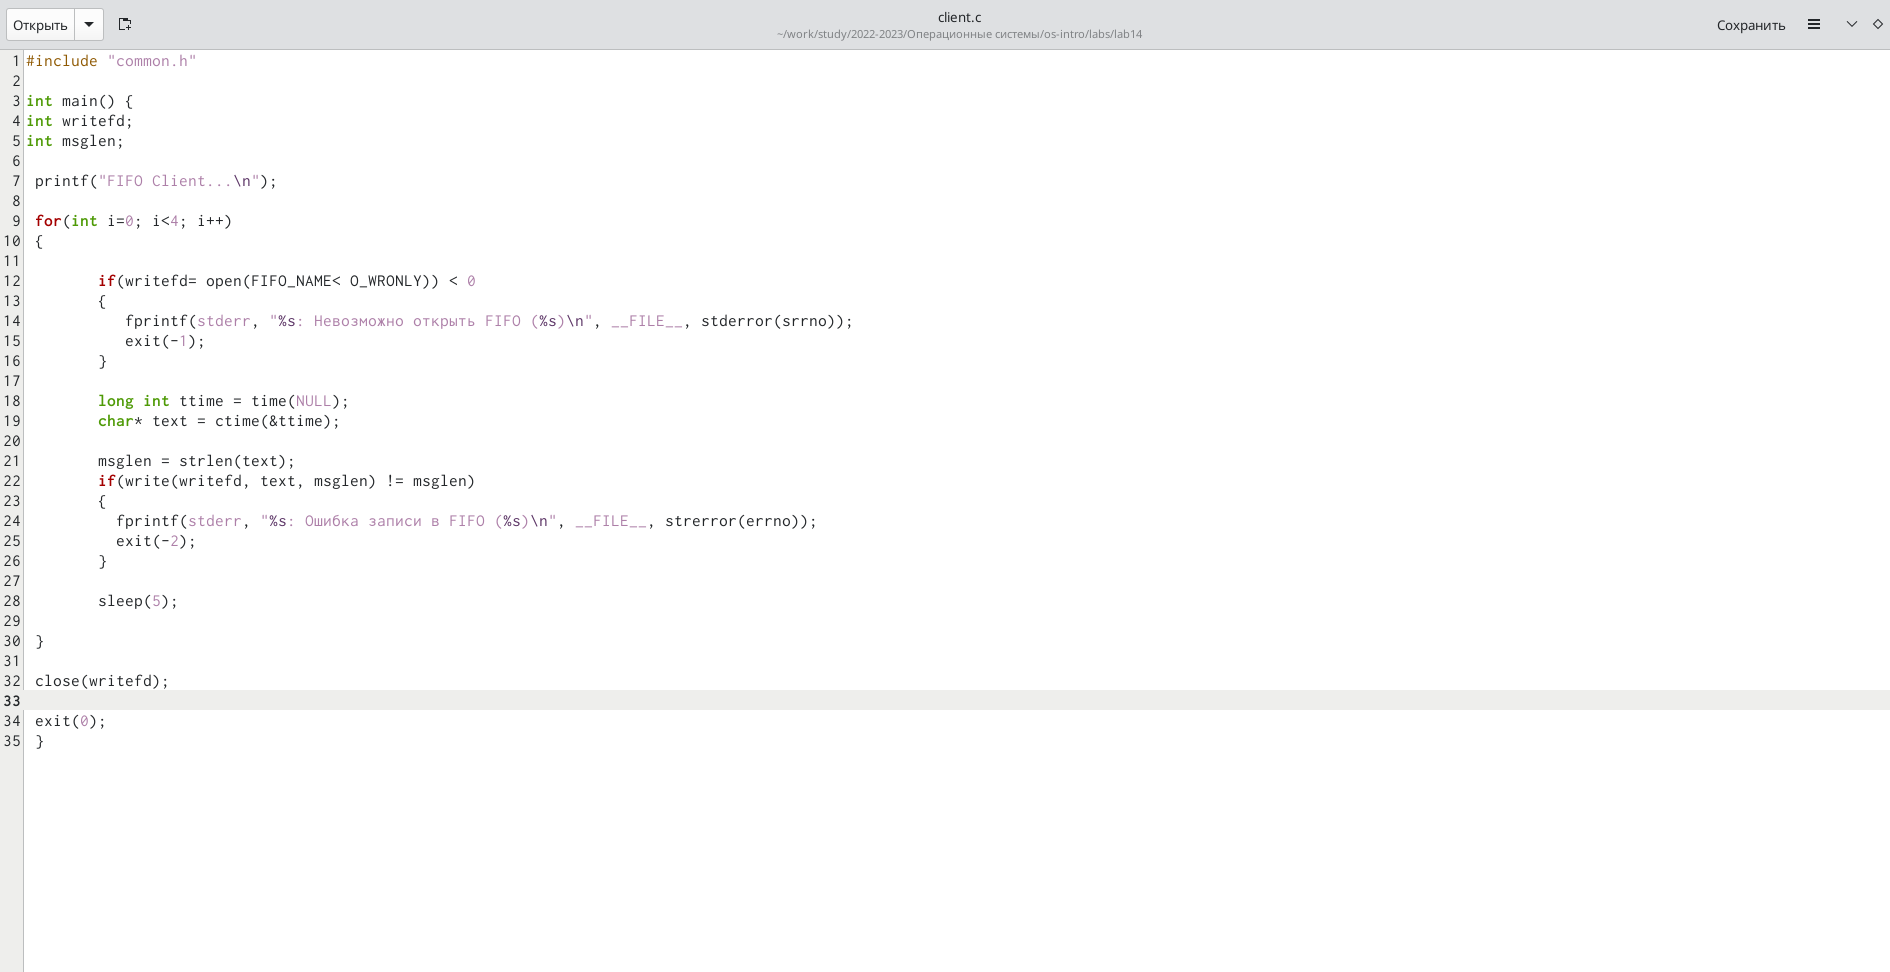 Открыть
client.c
~/work/study/2022-2023/Операционные системы/os-intro/labs/lab14
Сохранить
1 #include "common.h"
2
3 int main() {
4 int writefd;
5 int msglen;
6
7 printf("FIFO Client...\n");
8
9 for(int i=0; i<4; i++)
10 {
11
12 if(writefd= open(FIFO_NAME< O_WRONLY)) < 0
13 {
14 fprintf(stderr, "%s: Невозможно открыть FIFO (%s)\n", __FILE__, stderror(srrno));
15 exit(-1);
16 }
17
18 long int ttime = time(NULL);
19 char* text = ctime(&ttime);
20
21 msglen = strlen(text);
22 if(write(writefd, text, msglen) != msglen)
23 {
24 fprintf(stderr, "%s: Ошибка записи в FIFO (%s)\n", __FILE__, strerror(errno));
25 exit(-2);
26 }
27
28 sleep(5);
29
30 }
31
32 close(writefd);
33
34 exit(0);
35 }